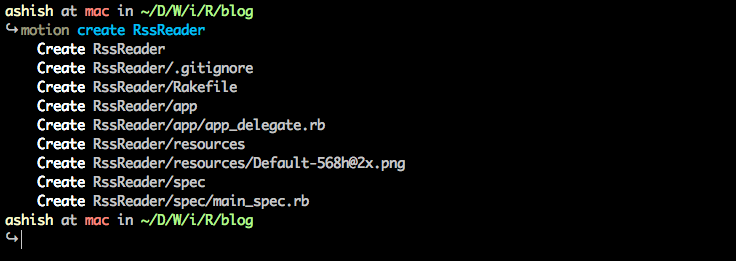 ashish at mac in ~/D/W/i/R/blog
↪motion create RssReader
    Create RssReader
    Create RssReader/.gitignore
    Create RssReader/Rakefile
    Create RssReader/app
    Create RssReader/app/app_delegate.rb
    Create RssReader/resources
    Create RssReader/resources/Default-568h@2x.png
    Create RssReader/spec
    Create RssReader/spec/main_spec.rb
ashish at mac in ~/D/W/i/R/blog
↪